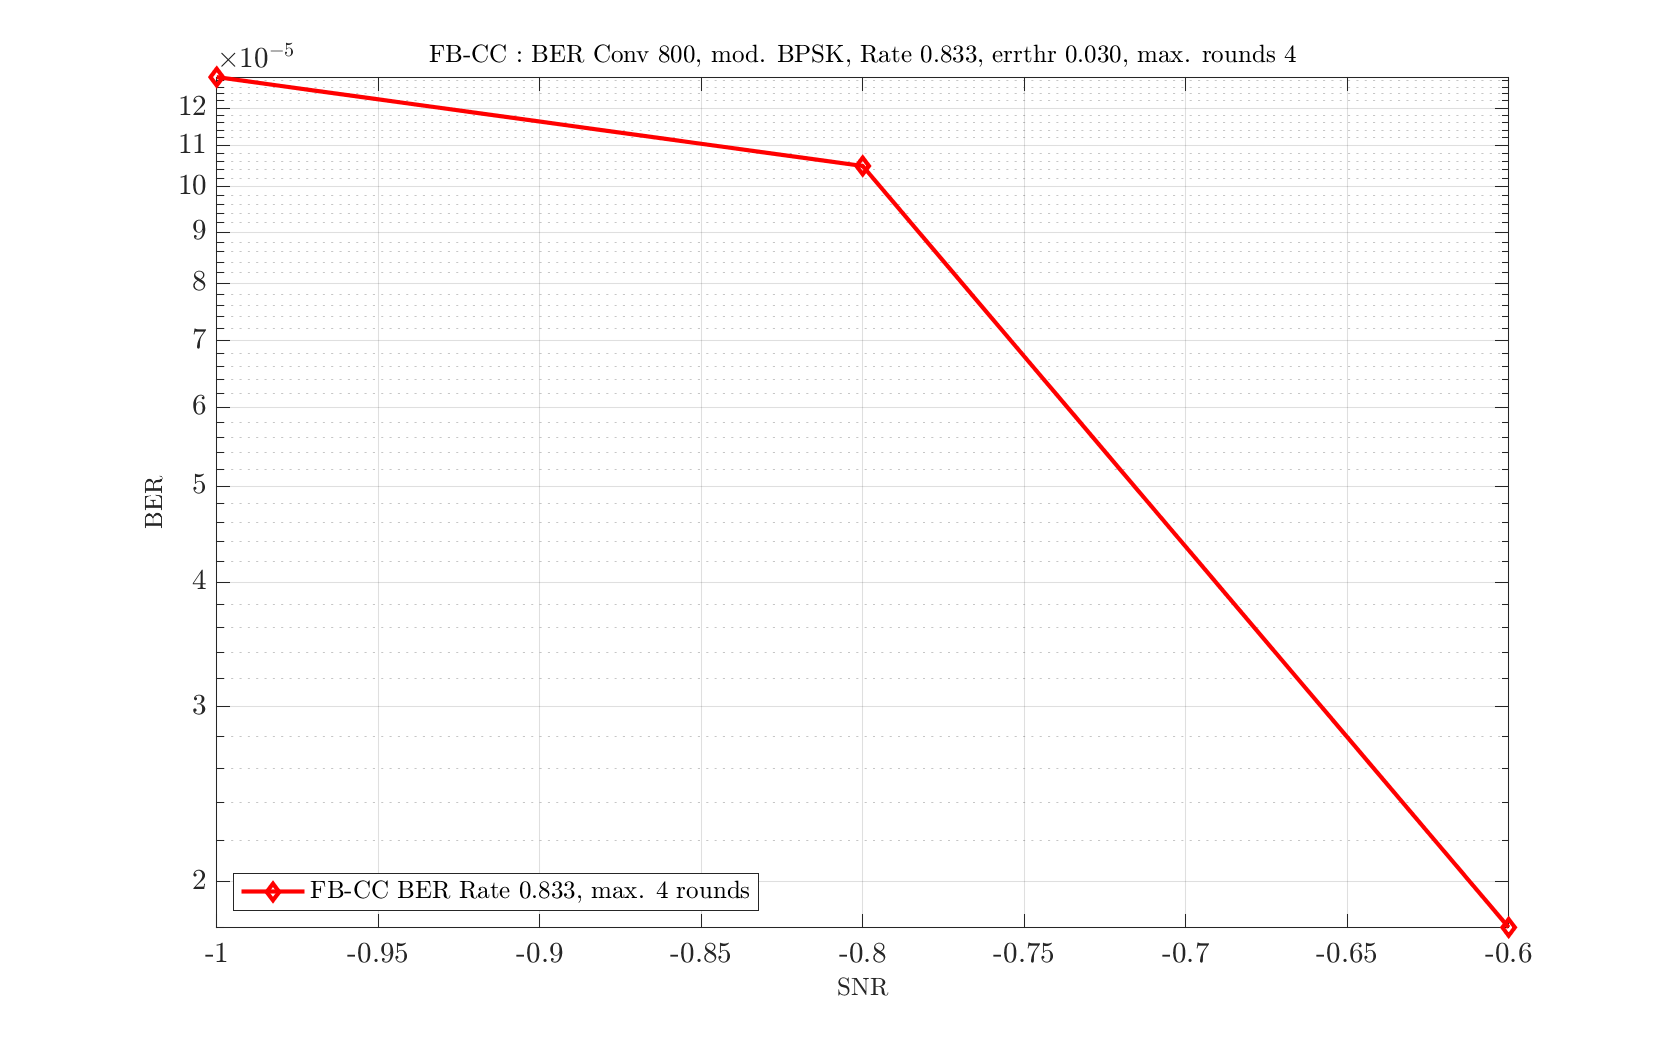 ×10−5
FB-CC : BER Conv 800, mod. BPSK, Rate 0.833, errthr 0.030, max. rounds 4
12
11
10
9
8
7
6
5
4
3
2
BER
FB-CC BER Rate 0.833, max. 4 rounds
-1 -0.95 -0.9 -0.85 -0.8 -0.75 -0.7 -0.65 -0.6
SNR